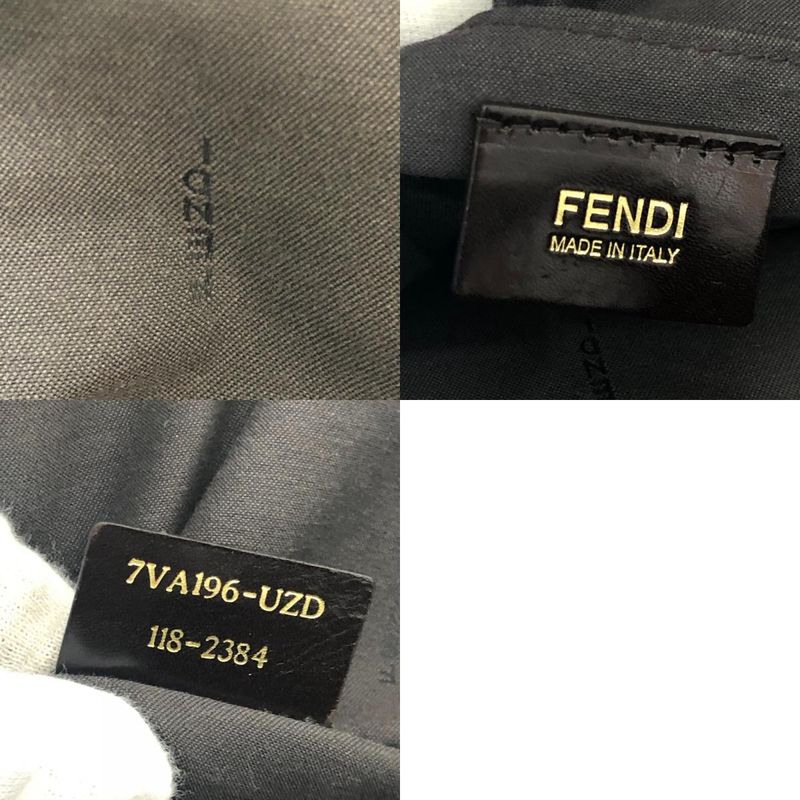 FENDI
FENDI
MADE IN ITALY
7VA196-UZD
118-2384